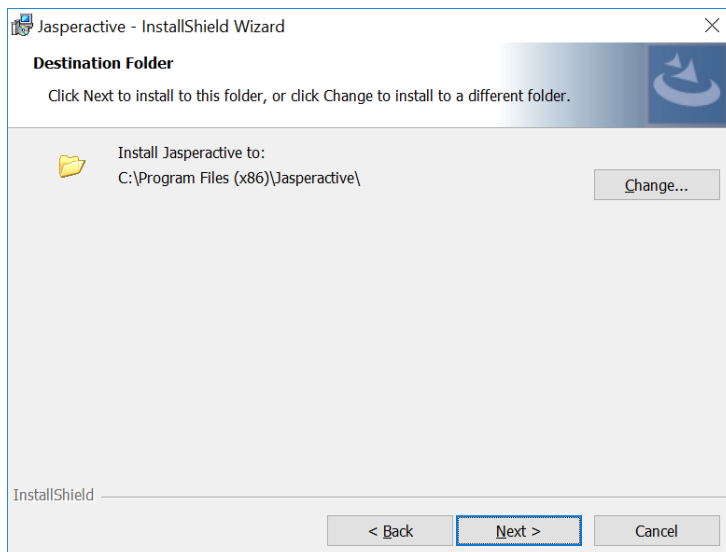 Jasperactive - InstallShield Wizard
Destination Folder
Click Next to install to this folder, or click Change to install to a different folder.
Install Jasperactive to:
C:\Program Files (x86)\Jasperactive\
Change...
InstallShield
< Back
Next >
Cancel